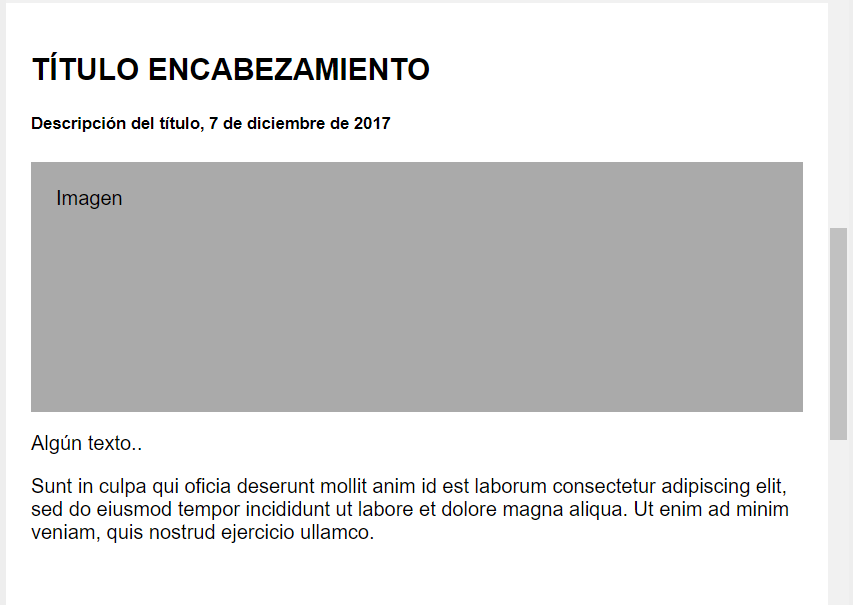 TÍTULO ENCABEZAMIENTO
Descripción del título, 7 de diciembre de 2017
Imagen
Algún texto..
Sunt in culpa qui oficia deserunt mollit anim id est laborum consectetur adipiscing elit,
sed do eiusmod tempor incididunt ut labore et dolore magna aliqua. Ut enim ad minim
veniam, quis nostrud ejercicio ullamco.